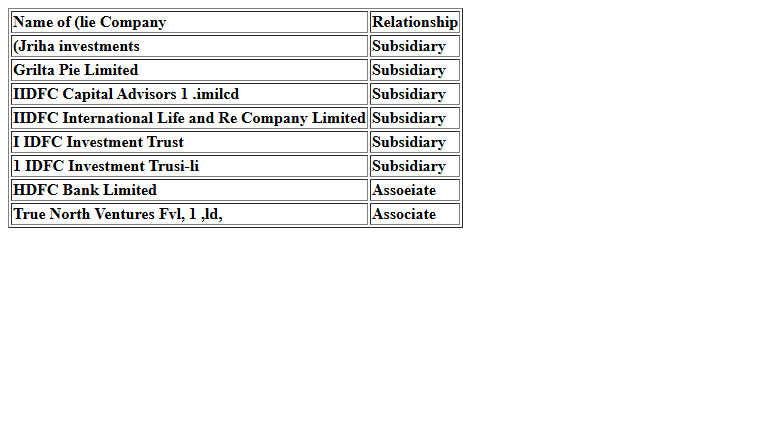 Name of (lie Company Relationship
(Jriha investments Subsidiary
Grilta Pie Limited Subsidiary
IIDFC Capital Advisors 1 .imilcd Subsidiary
IIDFC International Life and Re Company Limited Subsidiary
I IDFC Investment Trust Subsidiary
1 IDFC Investment Trusi-li Subsidiary
HDFC Bank Limited Assoeiate
True North Ventures Fvl, 1 ,ld, Associate